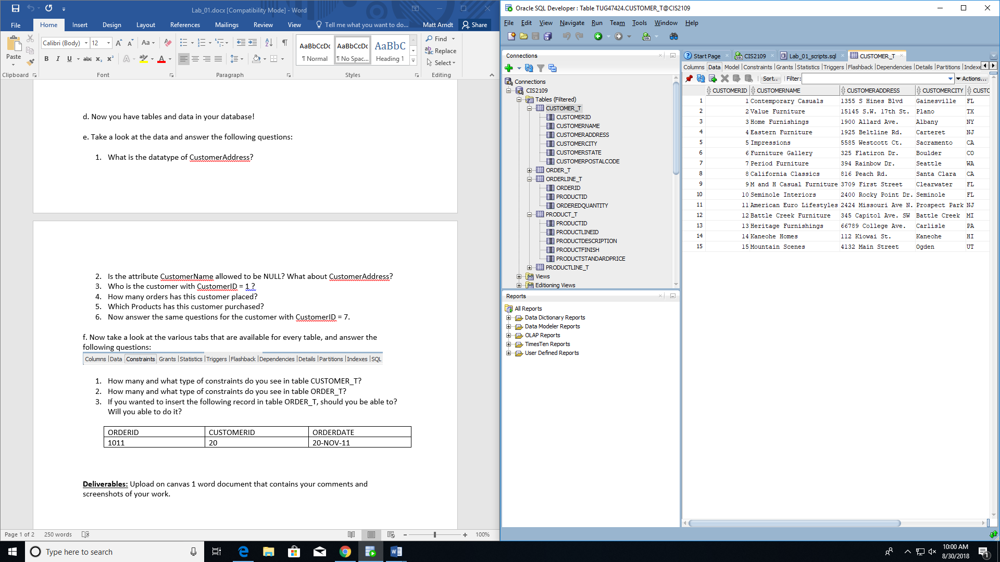 Lab_01.docx [Compatibility Mode] - Word
File Home Insert Design Layout References Mailings Review View Tell me what you want to do... Matt Arndt Share
Paste
Calibri (Body) 12
AaBbCcDc AaBbCcDc AaBbC
¶ Normal ¶ No Spac... Heading 1
Find
Replace
Select
Clipboard Font Paragraph Styles Editing
d. Now you have tables and data in your database!
e. Take a look at the data and answer the following questions:
1. What is the datatype of CustomerAddress?
2. Is the attribute CustomerName allowed to be NULL? What about CustomerAddress?
3. Who is the customer with CustomerID = 1 ?
4. How many orders has this customer placed?
5. Which Products has this customer purchased?
6. Now answer the same questions for the customer with CustomerID = 7.
f. Now take a look at the various tabs that are available for every table, and answer the
following questions:
Columns Data Constraints Grants Statistics Triggers Flashback Dependencies Details Partitions Indexes SQL
1. How many and what type of constraints do you see in table CUSTOMER_T?
2. How many and what type of constraints do you see in table ORDER_T?
3. If you wanted to insert the following record in table ORDER_T, should you be able to?
Will you able to do it?
ORDERID CUSTOMERID ORDERDATE
1011 20 20-NOV-11
Deliverables: Upload on canvas 1 word document that contains your comments and
screenshots of your work.
Page 1 of 2 250 words 100%
Oracle SQL Developer : Table TUG47424.CUSTOMER_T@CIS2109
File Edit View Navigate Run Team Tools Window Help
Connections
Connections
CIS2109
Tables (Filtered)
CUSTOMER_T
CUSTOMERID
CUSTOMERNAME
CUSTOMERADDRESS
CUSTOMERCITY
CUSTOMERSTATE
CUSTOMERPOSTALCODE
ORDER_T
ORDERLINE_T
ORDERID
PRODUCTID
ORDEREDQUANTITY
PRODUCT_T
PRODUCTID
PRODUCTLINEID
PRODUCTDESCRIPTION
PRODUCTFINISH
PRODUCTSTANDARDPRICE
PRODUCTLINE_T
Views
Editioning Views
Reports
All Reports
Data Dictionary Reports
Data Modeler Reports
OLAP Reports
TimesTen Reports
User Defined Reports
Start Page CIS2109 Lab_01_scripts.sql CUSTOMER_T
Columns Data Model Constraints Grants Statistics Triggers Flashback Dependencies Details Partitions Indexe
Sort.. Filter: Actions...
CUSTOMERID CUSTOMERNAME CUSTOMERADDRESS CUSTOMERCITY CUSTO
1 1 Contemporary Casuals 1355 S Hines Blvd Gainesville FL
2 2 Value Furniture 15145 S.W. 17th St. Plano TX
3 3 Home Furnishings 1900 Allard Ave. Albany NY
4 4 Eastern Furniture 1925 Beltline Rd. Carteret NJ
5 5 Impressions 5585 Westcott Ct. Sacramento CA
6 6 Furniture Gallery 325 Flatiron Dr. Boulder CO
7 7 Period Furniture 394 Rainbow Dr. Seattle WA
8 8 California Classics 816 Peach Rd. Santa Clara CA
9 9 M and H Casual Furniture 3709 First Street Clearwater FL
10 10 Seminole Interiors 2400 Rocky Point Dr. Seminole FL
11 11 American Euro Lifestyles 2424 Missouri Ave N. Prospect Park NJ
12 12 Battle Creek Furniture 345 Capitol Ave. SW Battle Creek MI
13 13 Heritage Furnishings 66789 College Ave. Carlisle PA
14 14 Kaneohe Homes 112 Kiowai St. Kaneohe HI
15 15 Mountain Scenes 4132 Main Street Ogden UT
Type here to search
10:00 AM
8/30/2018
1